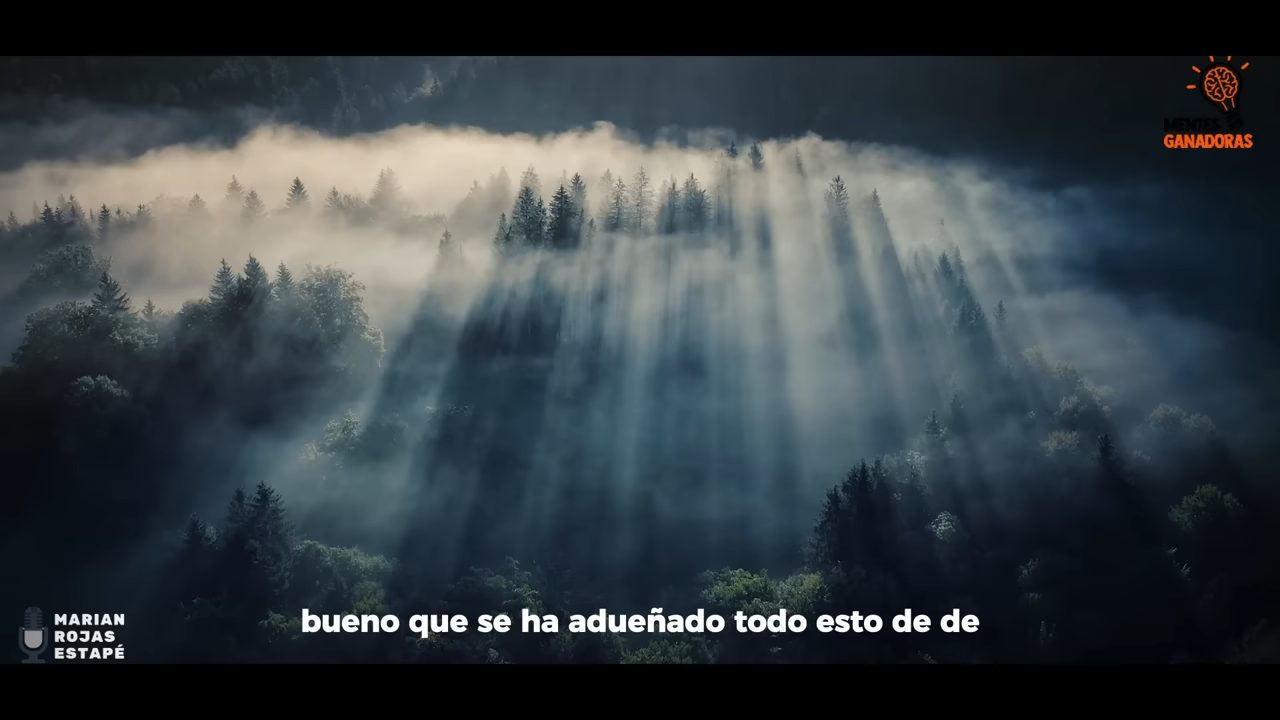 MENTES
GANADORAS
bueno que se ha adueñado todo esto de de
MARIAN
ROJAS
ESTAPÉ